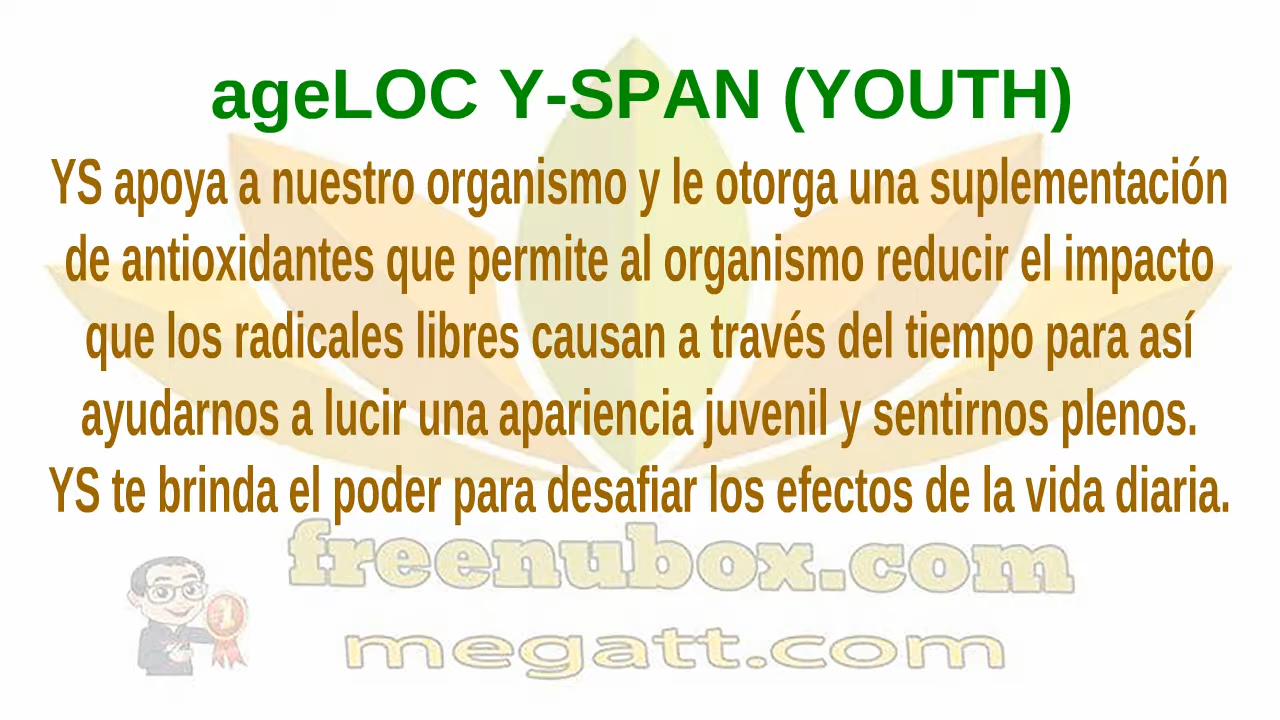 ageLOC Y-SPAN (YOUTH)
YS apoya a nuestro organismo y le otorga una suplementación
de antioxidantes que permite al organismo reducir el impacto
que los radicales libres causan a través del tiempo para así
ayudarnos a lucir una apariencia juvenil y sentirnos plenos.
YS te brinda el poder para desafiar los efectos de la vida diaria.
freenubox.com
1
megatt.com